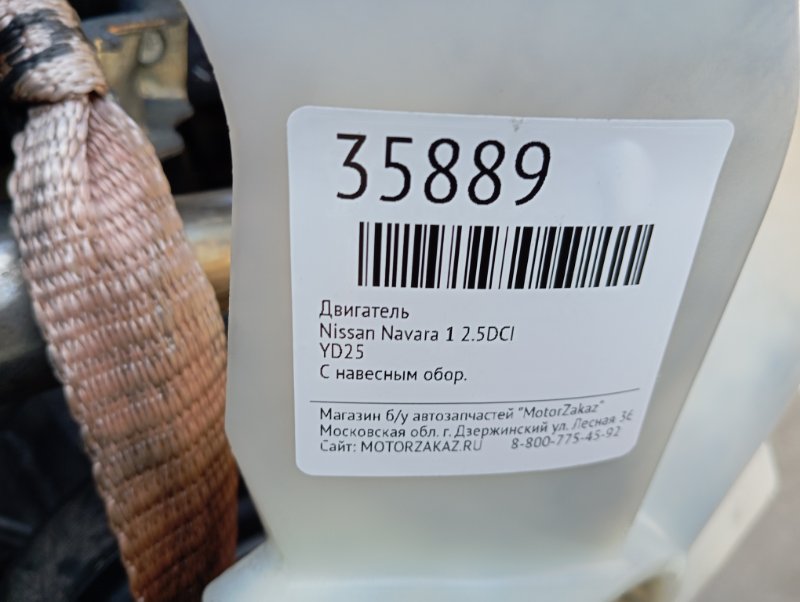 35889
Двигатель
Nissan Navara 1 2.5DCI
YD25
С навесным обор.
Магазин б/у автозапчастей "MotorZakaz"
Московская обл. г. Дзержинский ул. Лесная 36
Сайт: MOTORZAKAZ.RU 8-800-775-45-92